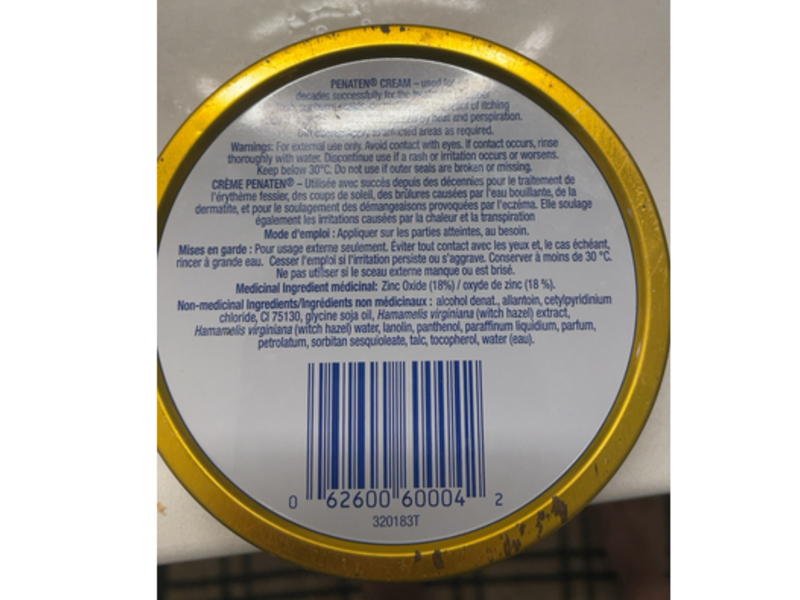 PENATEN® CREAM – used for
decades successfully for the
of itching
by heat and perspiration.
to affected areas as required.
Warnings: For external use only. Avoid contact with eyes. If contact occurs, rinse
thoroughly with water. Discontinue use if a rash or irritation occurs or worsens.
Keep below 30°C. Do not use if outer seals are broken or missing.
CRÈME PENATEN® – Utilisée avec succès depuis des décennies pour le traitement de
l'érythème fessier, des coups de soleil, des brûlures causées par l'eau bouillante, de la
dermatite, et pour le soulagement des démangeaisons provoquées par l'eczéma. Elle soulage
également les irritations causées par la chaleur et la transpiration
Mode d'emploi : Appliquer sur les parties atteintes, au besoin.
Mises en garde : Pour usage externe seulement. Éviter tout contact avec les yeux et, le cas échéant,
rincer à grande eau. Cesser l'emploi si l'irritation persiste ou s'aggrave. Conserver à moins de 30 °C.
Ne pas utiliser si le sceau externe manque ou est brisé.
Medicinal Ingredient médicinal: Zinc Oxide (18%) / oxyde de zinc (18 %).
Non-medicinal Ingredients/Ingrédients non médicinaux : alcohol denat., allantoin, cetylpyridinium
chloride, CI 75130, glycine soja oil, Hamamelis virginiana (witch hazel) extract,
Hamamelis virginiana (witch hazel) water, lanolin, panthenol, paraffinum liquidium, parfum,
petrolatum, sorbitan sesquioleate, talc, tocopherol, water (eau).
0 62600 60004 2
320183T